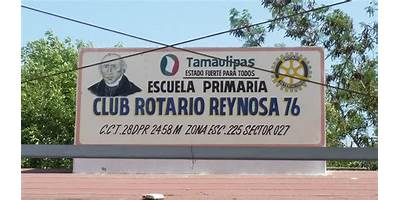 Tamaulipas
ESTADO FUERTE PARA TODOS
ESCUELA PRIMARIA
CLUB ROTARIO REYNOSA 76
C.C.T. 28DPR 2458M ZONA ESC. 225 SECTOR 027